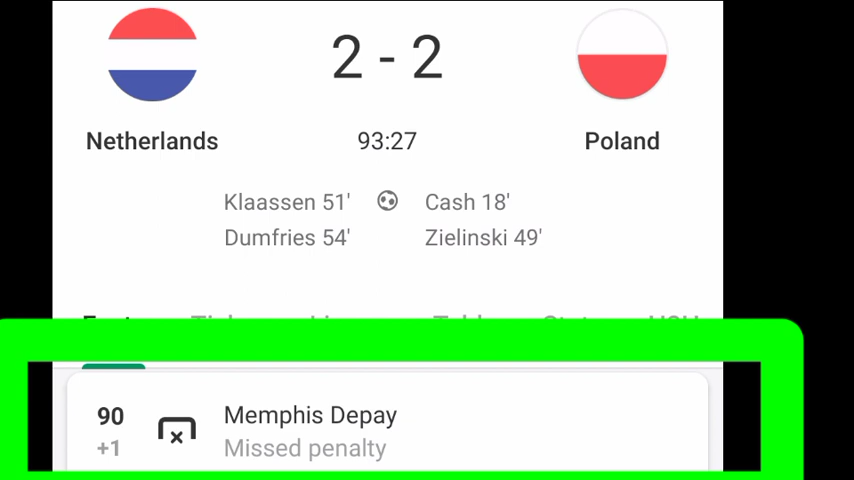 2 - 2
Netherlands 93:27 Poland
Klaassen 51' Cash 18'
Dumfries 54' Zielinski 49'
90 Memphis Depay
+1 Missed penalty